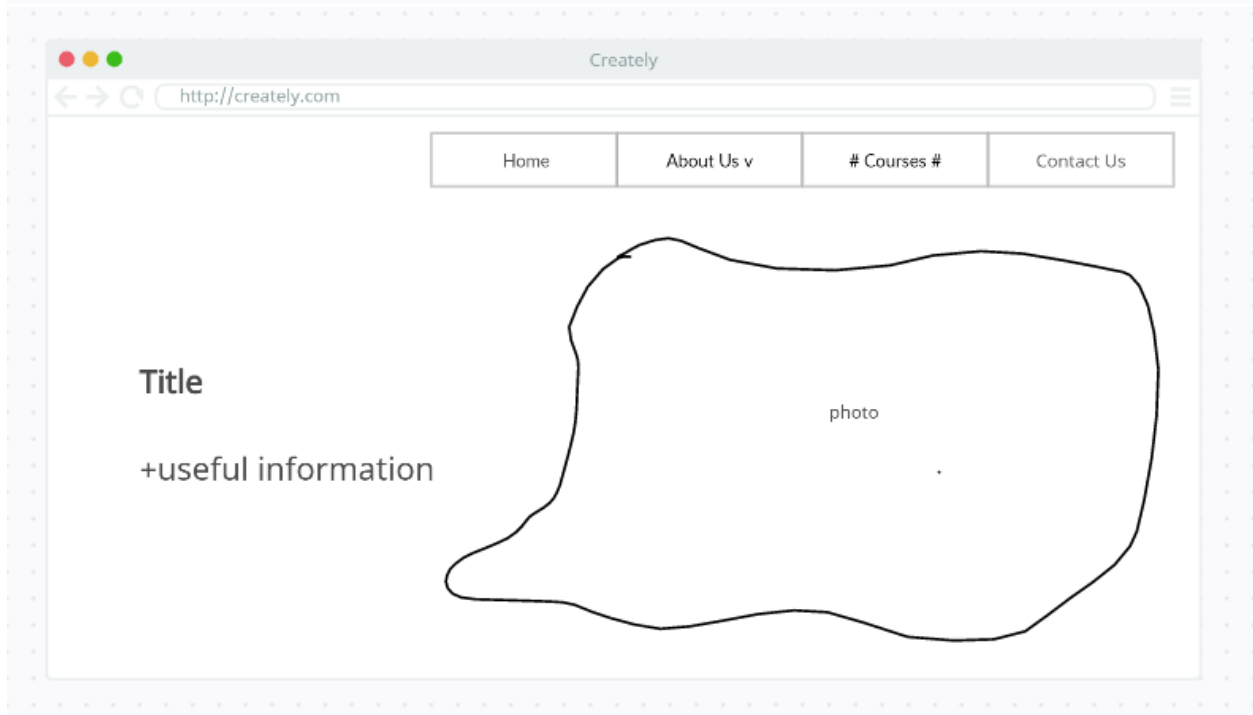 Creately
http://creately.com
Home About Us v # Courses # Contact Us
Title
photo
+useful information